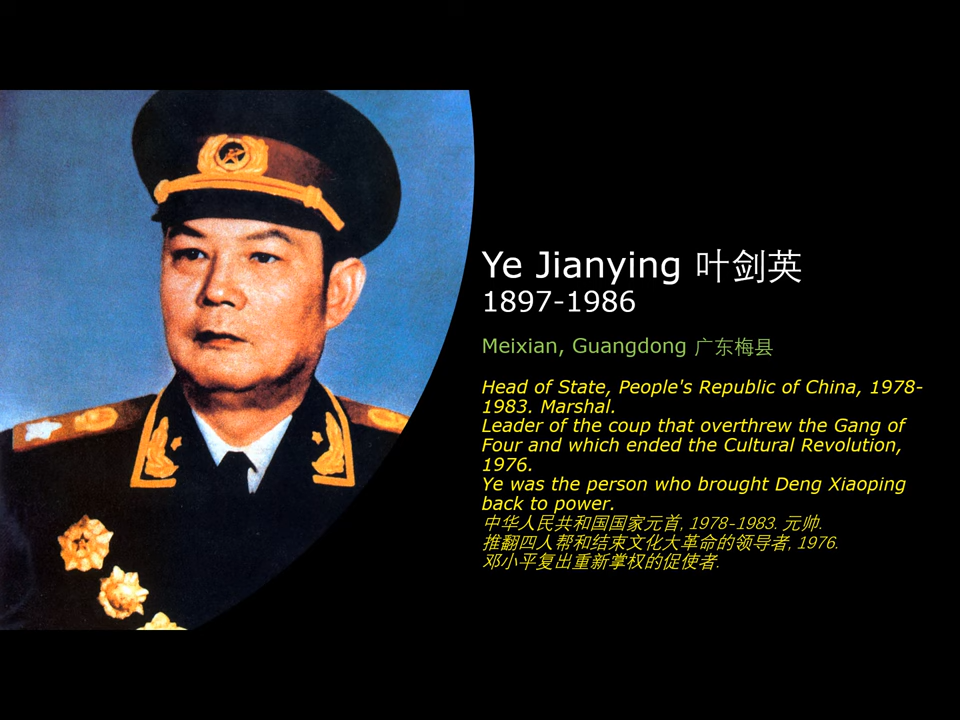 Ye Jianying 叶剑英
1897-1986
Meixian, Guangdong 广东梅县
Head of State, People's Republic of China, 1978-
1983. Marshal.
Leader of the coup that overthrew the Gang of
Four and which ended the Cultural Revolution,
1976.
Ye was the person who brought Deng Xiaoping
back to power.
中华人民共和国国家元首, 1978-1983. 元帅.
推翻四人帮和结束文化大革命的领导者, 1976.
邓小平复出重新掌权的促使者.